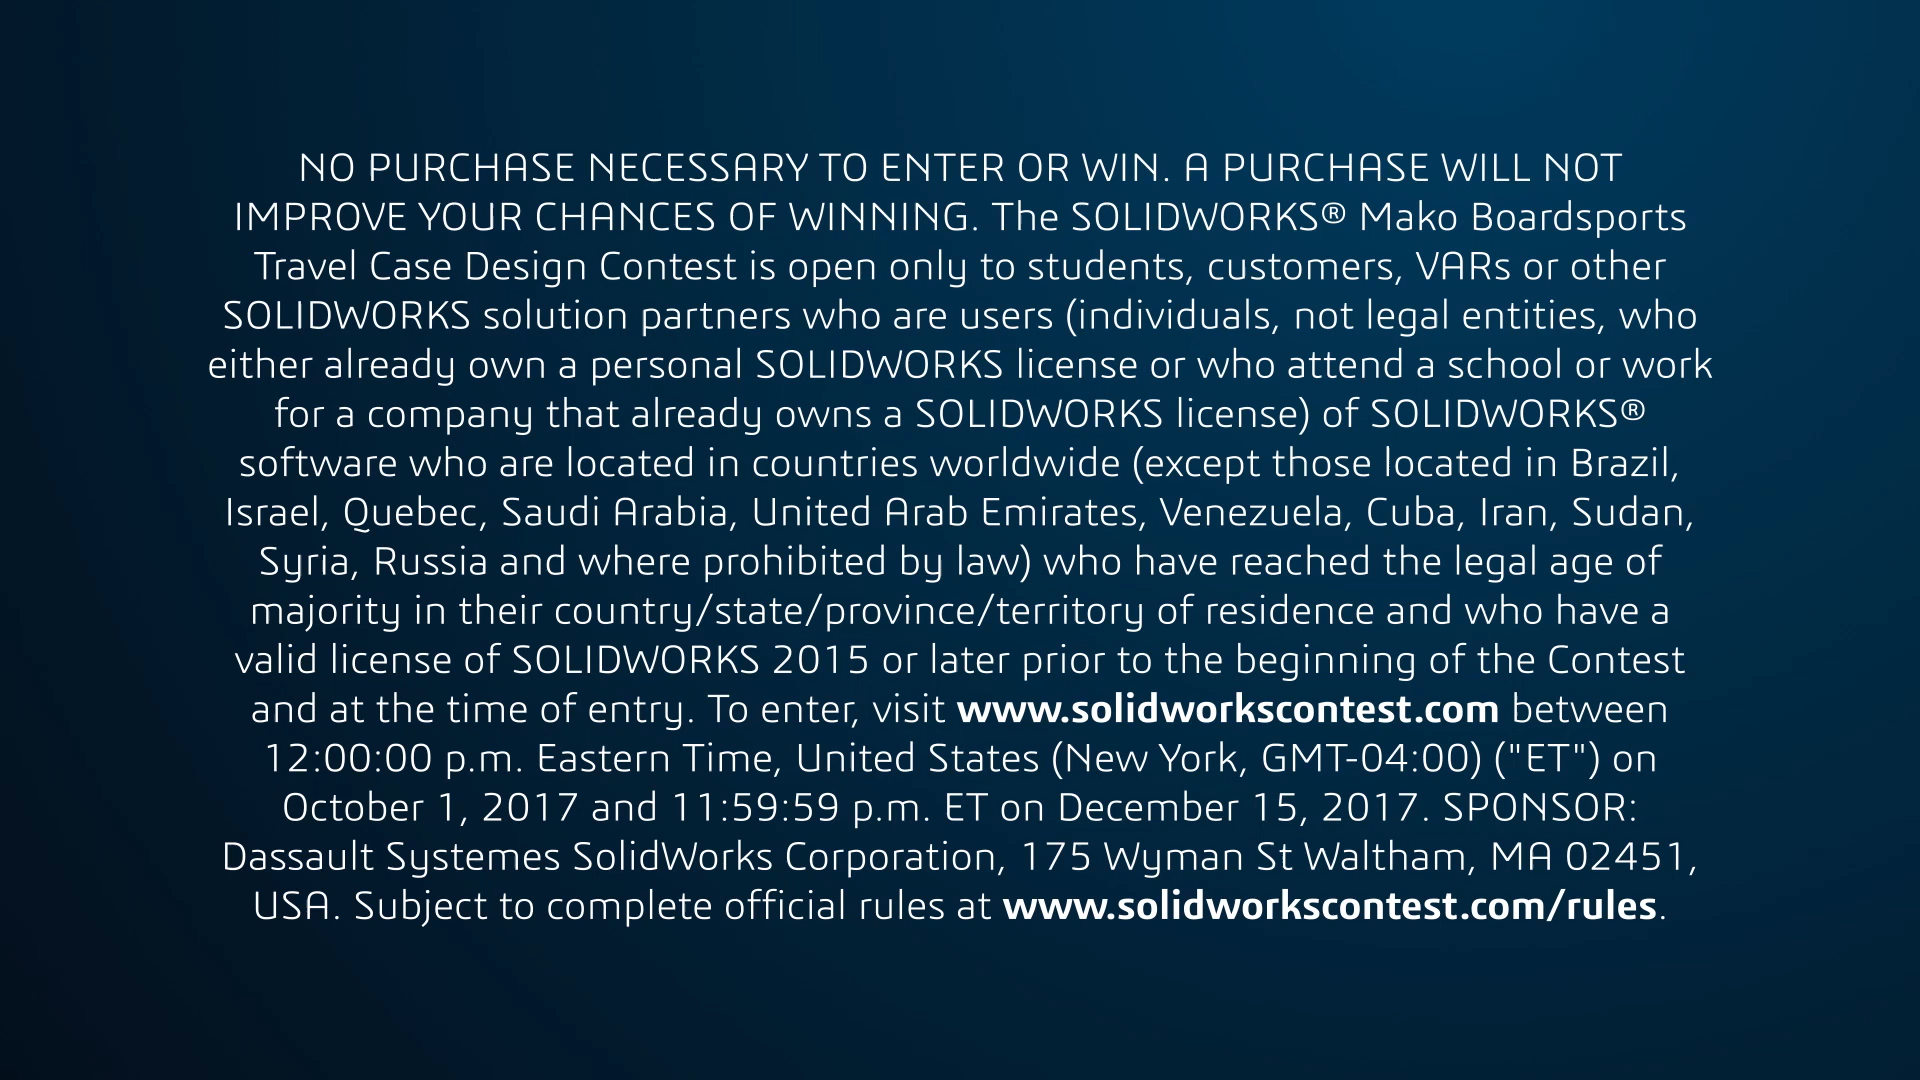 NO PURCHASE NECESSARY TO ENTER OR WIN. A PURCHASE WILL NOT
IMPROVE YOUR CHANCES OF WINNING. The SOLIDWORKS® Mako Boardsports
Travel Case Design Contest is open only to students, customers, VARs or other
SOLIDWORKS solution partners who are users (individuals, not legal entities, who
either already own a personal SOLIDWORKS license or who attend a school or work
for a company that already owns a SOLIDWORKS license) of SOLIDWORKS®
software who are located in countries worldwide (except those located in Brazil,
Israel, Quebec, Saudi Arabia, United Arab Emirates, Venezuela, Cuba, Iran, Sudan,
Syria, Russia and where prohibited by law) who have reached the legal age of
majority in their country/state/province/territory of residence and who have a
valid license of SOLIDWORKS 2015 or later prior to the beginning of the Contest
and at the time of entry. To enter, visit www.solidworkscontest.com between
12:00:00 p.m. Eastern Time, United States (New York, GMT-04:00) ("ET") on
October 1, 2017 and 11:59:59 p.m. ET on December 15, 2017. SPONSOR:
Dassault Systemes SolidWorks Corporation, 175 Wyman St Waltham, MA 02451,
USA. Subject to complete official rules at www.solidworkscontest.com/rules.